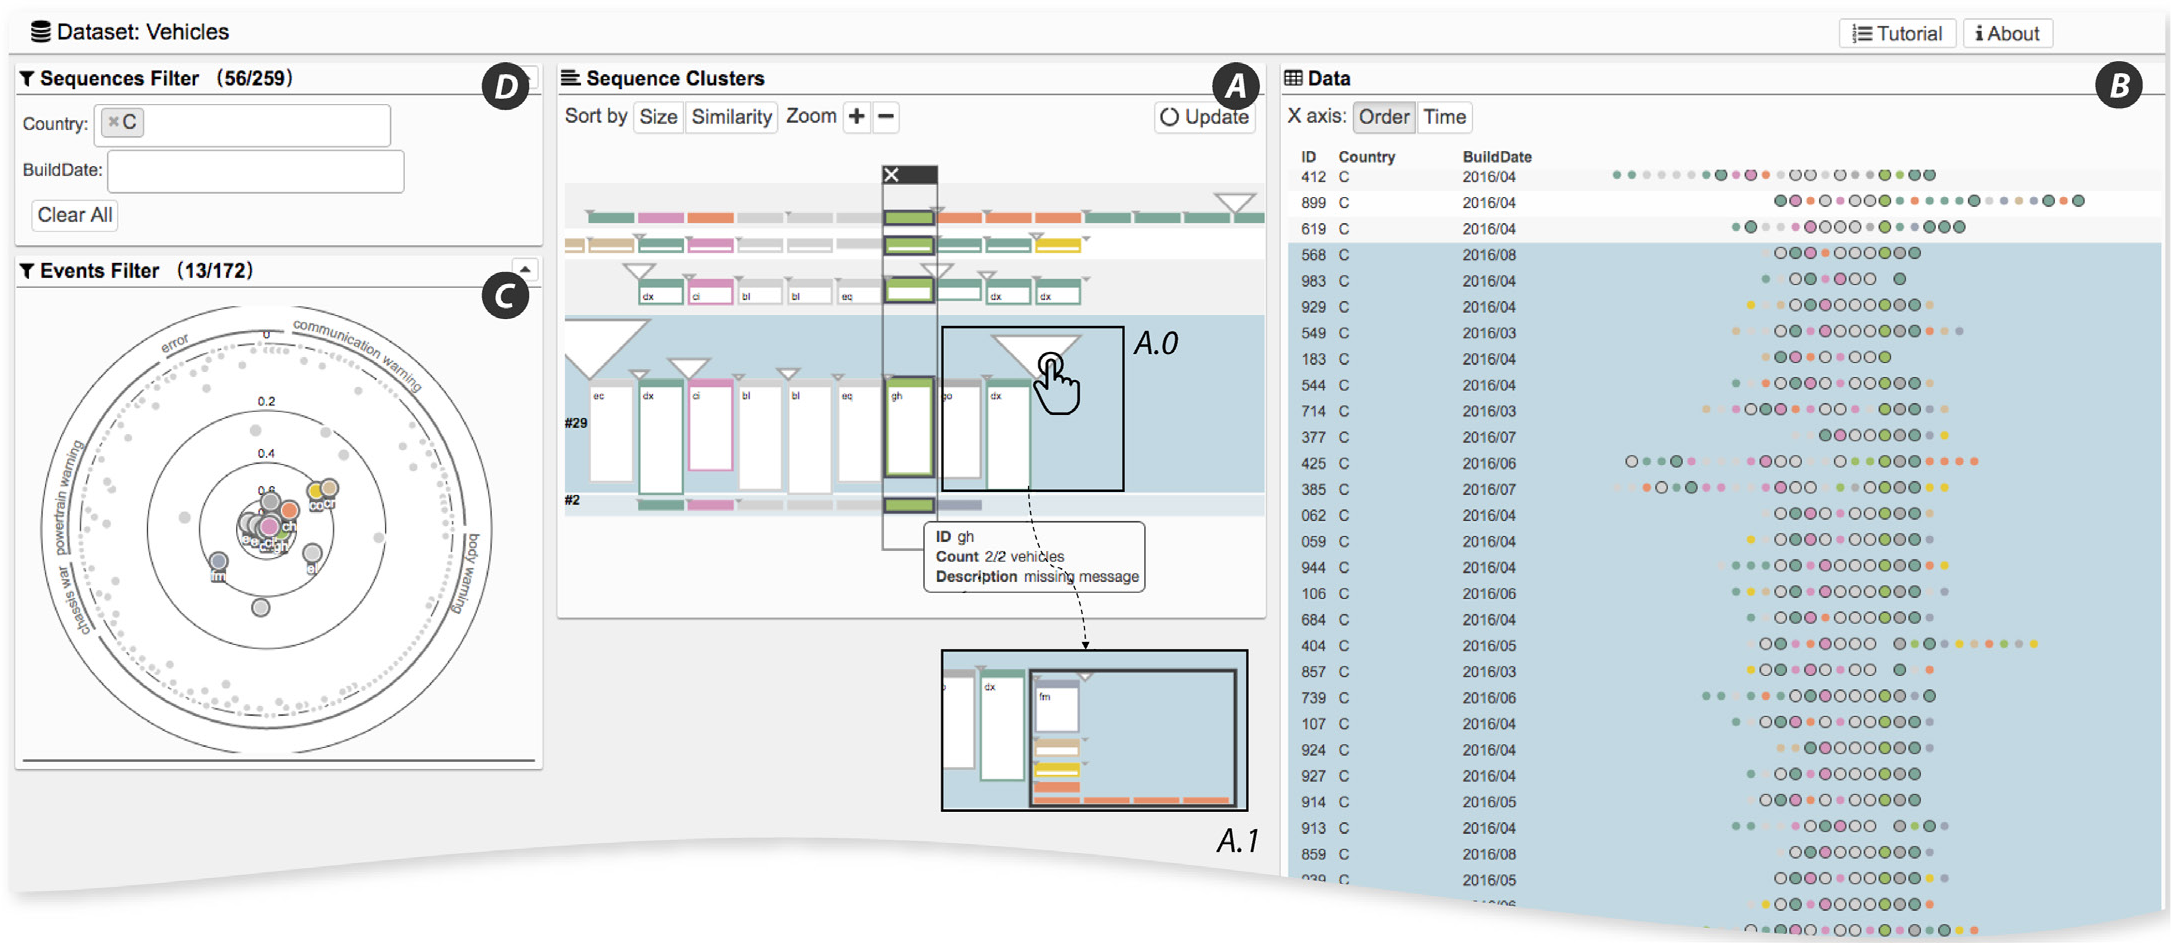 Dataset: Vehicles
Tutorial
i About
Sequences Filter (56/259)
D
Country: ×C
BuildDate:
Clear All
Events Filter (13/172)
C
error
communication warning
powertrain warning
chassis war
body warning
0
0.2
0.4
0.6
co
cr
ch
gh
fm
el
Sequence Clusters
A
Sort by Size Similarity Zoom + −
Update
X
dx ci bl bl eq dx dx
A.0
ec dx ci bl bl eq gh go dx
#29
#2
ID gh
Count 2/2 vehicles
Description missing message
dx
fm
A.1
Data
B
X axis: Order Time
ID Country BuildDate
412 C 2016/04
899 C 2016/04
619 C 2016/04
568 C 2016/08
983 C 2016/04
929 C 2016/04
549 C 2016/03
183 C 2016/04
544 C 2016/04
714 C 2016/03
377 C 2016/07
425 C 2016/06
385 C 2016/07
062 C 2016/04
059 C 2016/04
944 C 2016/04
106 C 2016/06
684 C 2016/04
404 C 2016/05
857 C 2016/03
739 C 2016/06
107 C 2016/04
924 C 2016/04
927 C 2016/04
914 C 2016/05
913 C 2016/04
859 C 2016/08
039 C 2016/05